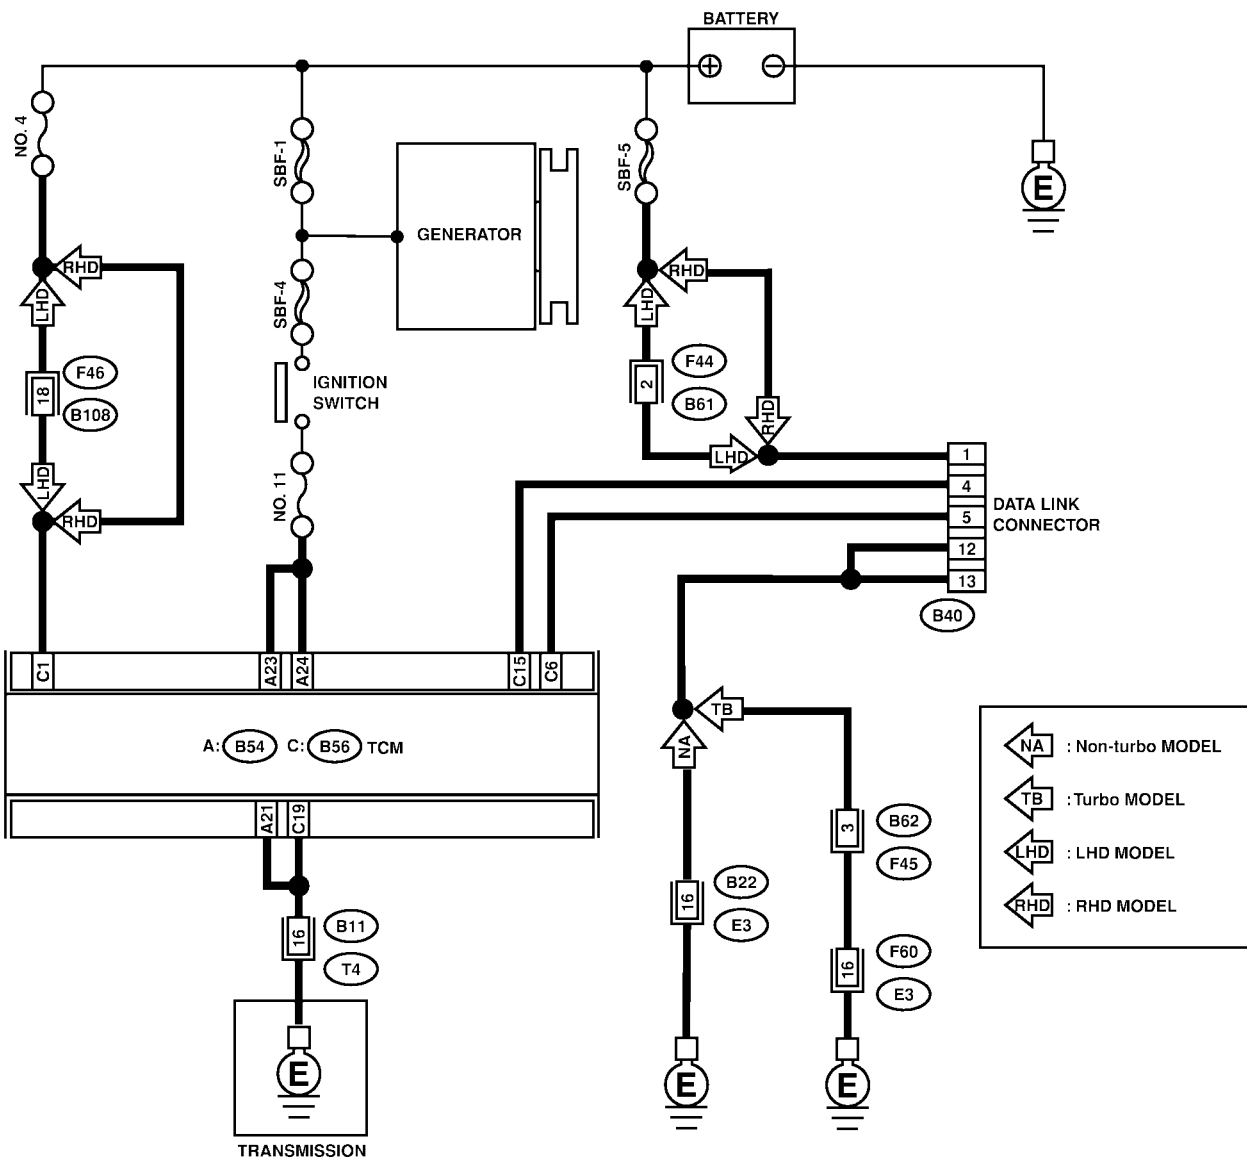 BATTERY
NO. 4
SBF-1
SBF-5
E
GENERATOR
RHD
RHD
LHD
LHD
SBF-4
18
F46
B108
IGNITION
SWITCH
2
F44
B61
RHD
LHD
LHD
RHD
NO. 11
1
4
5
12
13
DATA LINK
CONNECTOR
B40
C1
A23
A24
C15
C6
A: B54 C: B56 TCM
TB
NA
NA : Non-turbo MODEL
TB : Turbo MODEL
LHD : LHD MODEL
RHD : RHD MODEL
A21
C19
3
B62
F45
16
B22
E3
16
B11
T4
16
F60
E3
E
E
E
TRANSMISSION